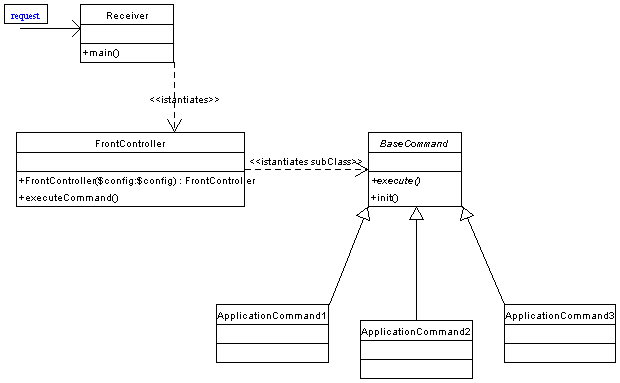 request
Receiver
+main()
<<istantiates>>
FrontController
+FrontController($config:$config) : FrontController
+executeCommand()
<<istantiates subClass>>
BaseCommand
+execute()
+init()
ApplicationCommand1
ApplicationCommand2
ApplicationCommand3